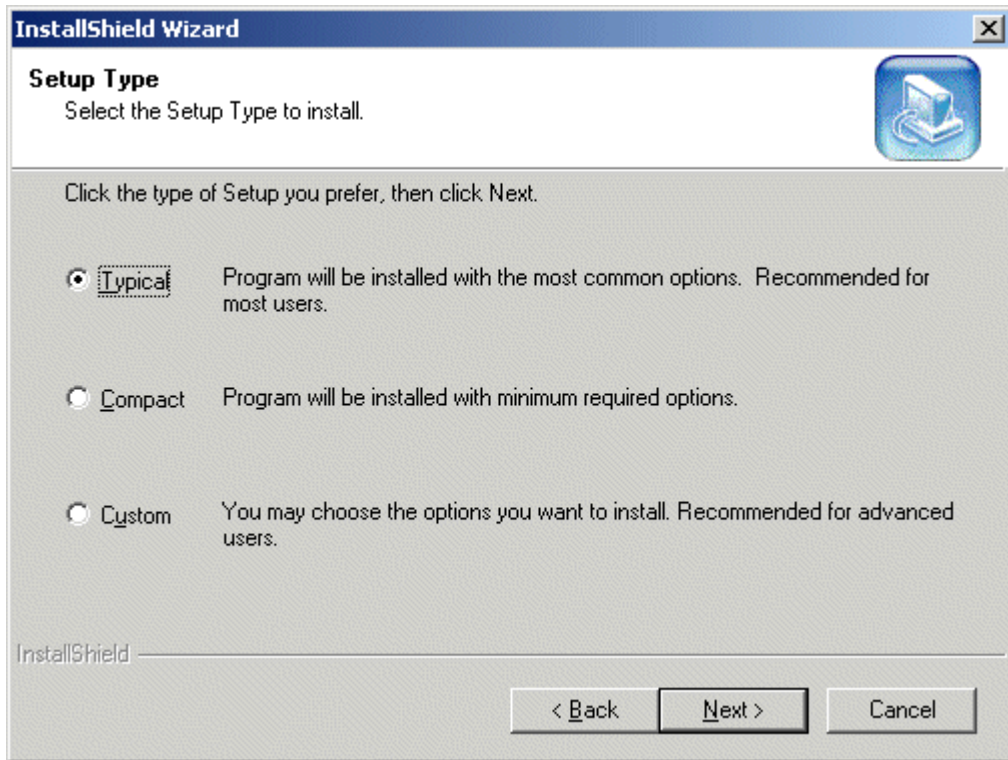 InstallShield Wizard
Setup Type
Select the Setup Type to install.
Click the type of Setup you prefer, then click Next.
Typical
Program will be installed with the most common options.  Recommended for
most users.
Compact
Program will be installed with minimum required options.
Custom
You may choose the options you want to install. Recommended for advanced
users.
InstallShield
< Back
Next >
Cancel